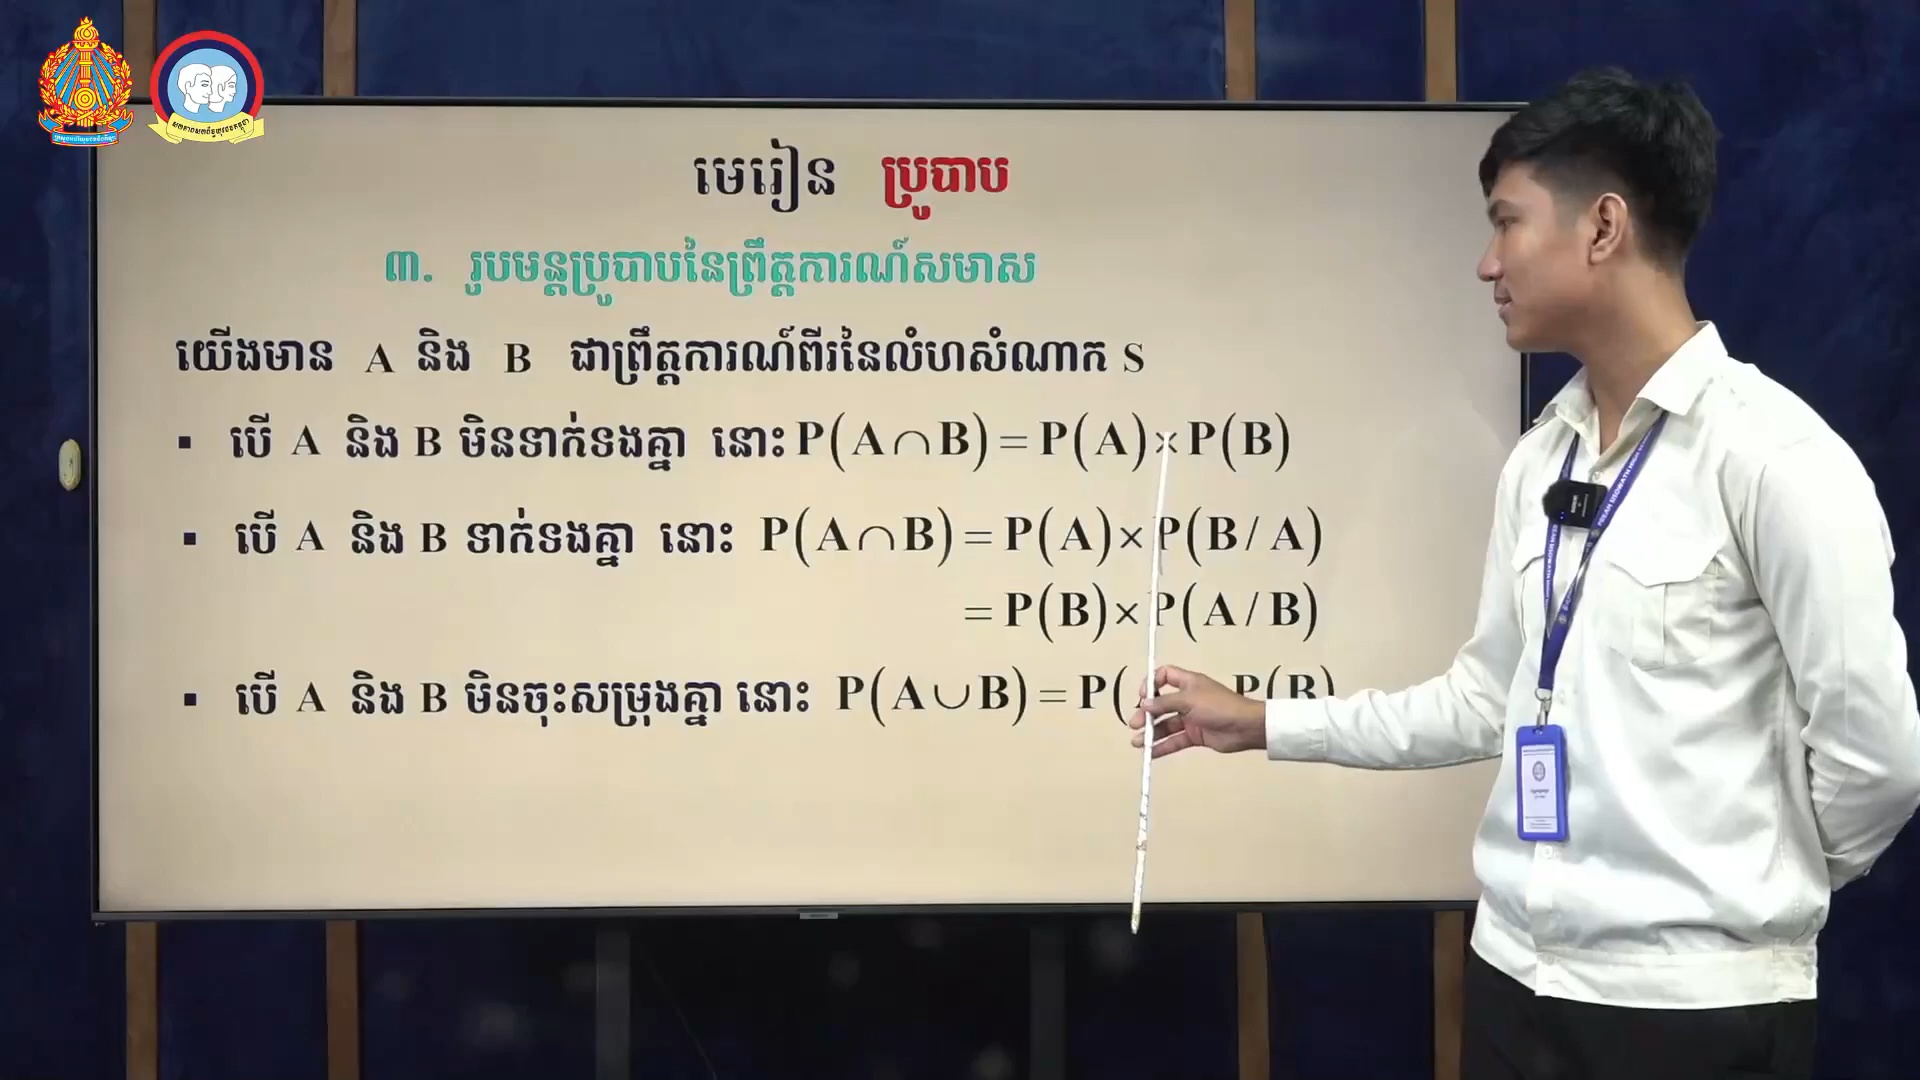 មេរៀន ប្រូបាប
៣. រូបមន្តប្រូបាបនៃព្រឹត្តការណ៍សមាស
យើងមាន A និង B ជាព្រឹត្តការណ៍ពីរនៃលំហសំណាក S
▪ បើ A និង B មិនទាក់ទងគ្នា នោះ P(A∩B)=P(A)×P(B)
▪ បើ A និង B ទាក់ទងគ្នា នោះ P(A∩B)=P(A)×P(B/A)
=P(B)×P(A/B)
▪ បើ A និង B មិនចុះសម្រុងគ្នា នោះ P(A∪B)=P( P(B)